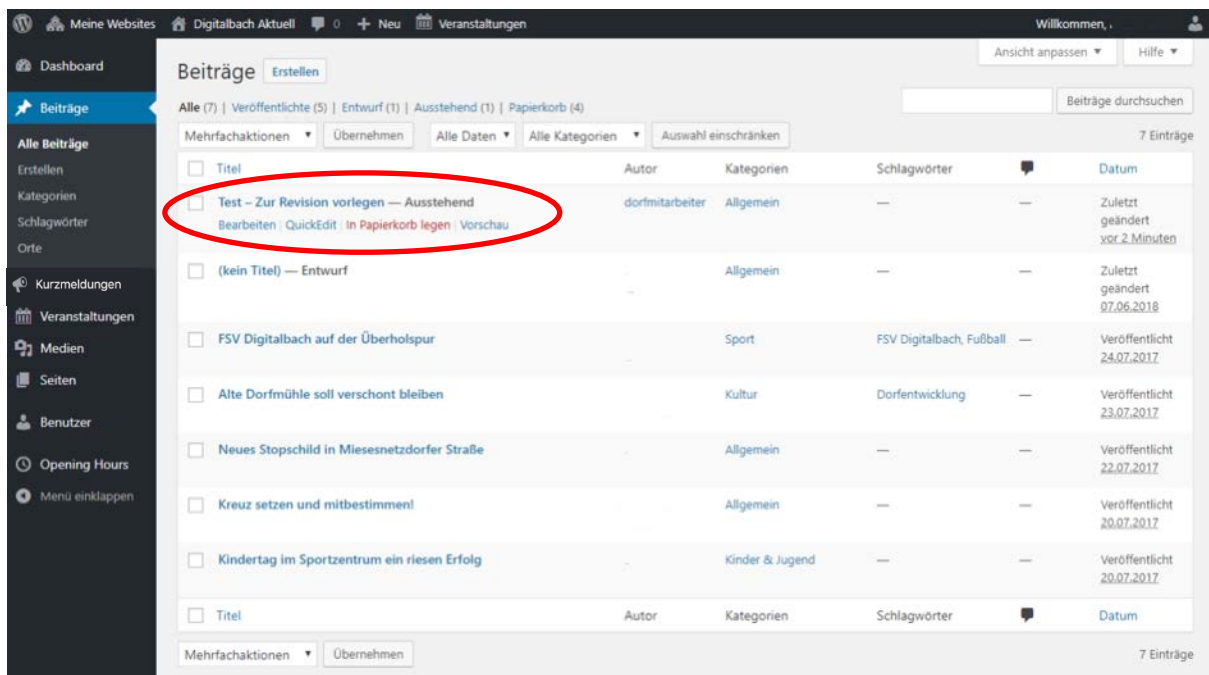 Meine Websites Digitalbach Aktuell 0 + Neu Veranstaltungen Willkommen, .
Ansicht anpassen ▼ Hilfe ▼
Dashboard
Beiträge
Alle Beiträge
Erstellen
Kategorien
Schlagwörter
Orte
Kurzmeldungen
Veranstaltungen
Medien
Seiten
Benutzer
Opening Hours
Menü einklappen
Beiträge Erstellen
Alle (7) | Veröffentlichte (5) | Entwurf (1) | Ausstehend (1) | Papierkorb (4)
Beiträge durchsuchen
Mehrfachaktionen ▼ Übernehmen Alle Daten ▼ Alle Kategorien ▼ Auswahl einschränken 7 Einträge
Titel Autor Kategorien Schlagwörter Datum
Test – Zur Revision vorlegen — Ausstehend dorfmitarbeiter Allgemein — — Zuletzt
Bearbeiten | QuickEdit | In Papierkorb legen | Vorschau geändert
vor 2 Minuten
(kein Titel) — Entwurf Allgemein — — Zuletzt
geändert
07.06.2018
FSV Digitalbach auf der Überholspur Sport FSV Digitalbach, Fußball — Veröffentlicht
24.07.2017
Alte Dorfmühle soll verschont bleiben Kultur Dorfentwicklung — Veröffentlicht
23.07.2017
Neues Stopschild in Miesesnetzdorfer Straße Allgemein — — Veröffentlicht
22.07.2017
Kreuz setzen und mitbestimmen! Allgemein — — Veröffentlicht
20.07.2017
Kindertag im Sportzentrum ein riesen Erfolg Kinder & Jugend — — Veröffentlicht
20.07.2017
Titel Autor Kategorien Schlagwörter Datum
Mehrfachaktionen ▼ Übernehmen 7 Einträge